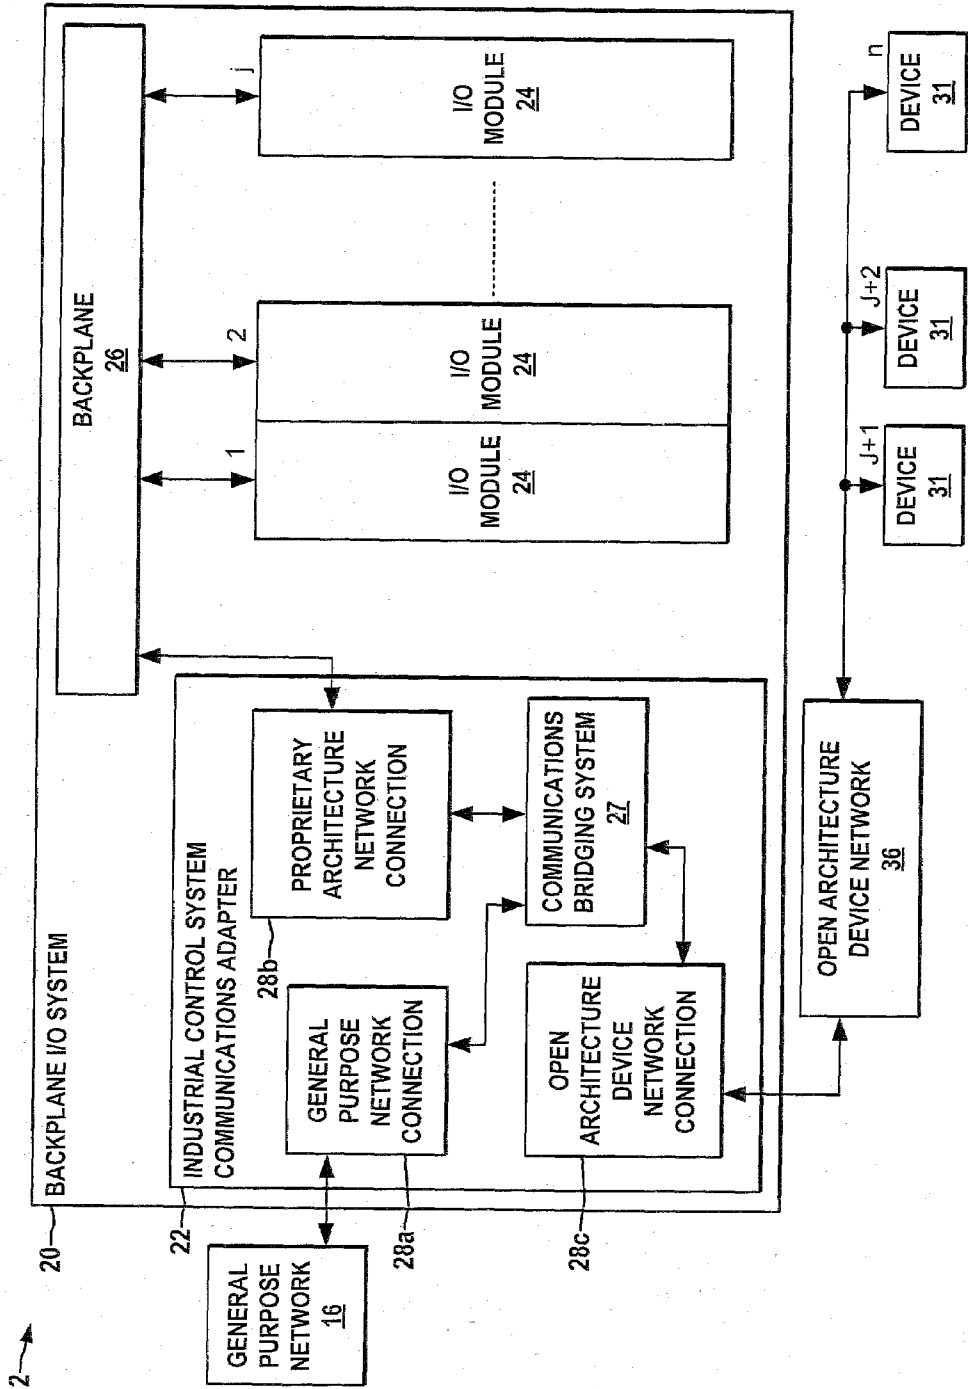 2
20
BACKPLANE I/O SYSTEM
BACKPLANE
26
22
INDUSTRIAL CONTROL SYSTEM
COMMUNICATIONS ADAPTER
28b
PROPRIETARY
ARCHITECTURE
NETWORK
CONNECTION
1
2
j
I/O
MODULE
24
I/O
MODULE
24
I/O
MODULE
24
GENERAL
PURPOSE
NETWORK
16
28a
GENERAL
PURPOSE
NETWORK
CONNECTION
COMMUNICATIONS
BRIDGING SYSTEM
27
28c
OPEN
ARCHITECTURE
DEVICE
NETWORK
CONNECTION
OPEN ARCHITECTURE
DEVICE NETWORK
36
J+1
J+2
n
DEVICE
31
DEVICE
31
DEVICE
31